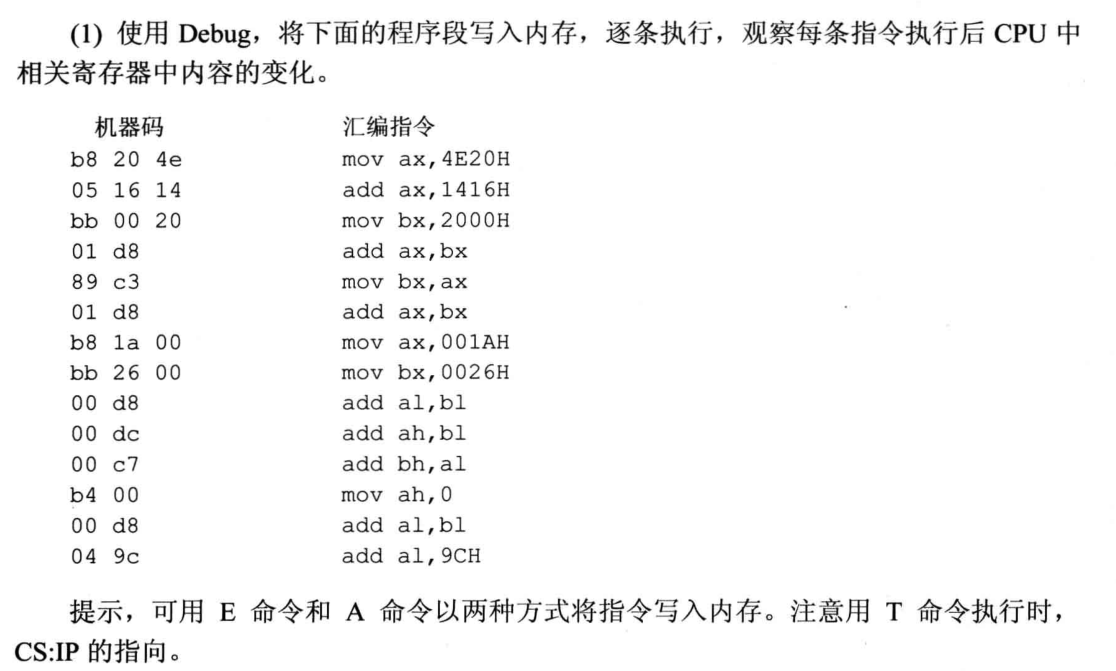 (1) 使用 Debug，将下面的程序段写入内存，逐条执行，观察每条指令执行后 CPU 中
相关寄存器中内容的变化。
机器码 汇编指令
b8 20 4e mov ax,4E20H
05 16 14 add ax,1416H
bb 00 20 mov bx,2000H
01 d8 add ax,bx
89 c3 mov bx,ax
01 d8 add ax,bx
b8 1a 00 mov ax,001AH
bb 26 00 mov bx,0026H
00 d8 add al,bl
00 dc add ah,bl
00 c7 add bh,al
b4 00 mov ah,0
00 d8 add al,bl
04 9c add al,9CH
提示，可用 E 命令和 A 命令以两种方式将指令写入内存。注意用 T 命令执行时，
CS:IP 的指向。